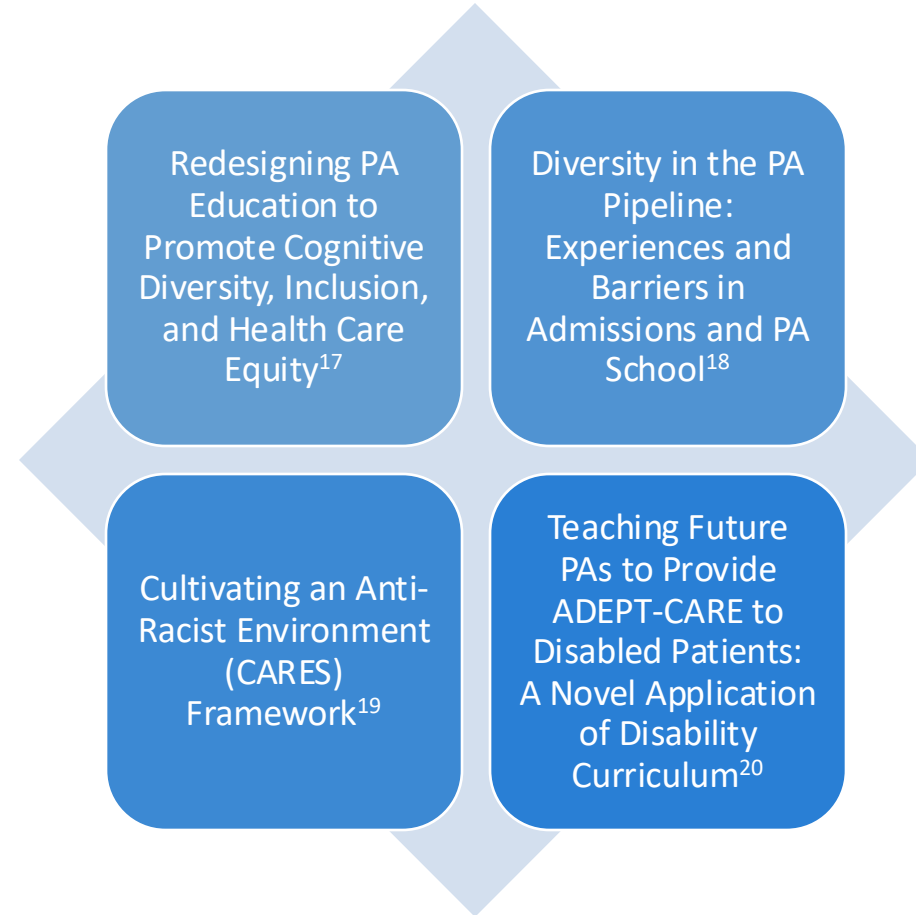 Redesigning PA
Education to
Promote Cognitive
Diversity, Inclusion,
and Health Care
Equity17
Diversity in the PA
Pipeline:
Experiences and
Barriers in
Admissions and PA
School18
Cultivating an Anti-
Racist Environment
(CARES)
Framework19
Teaching Future
PAs to Provide
ADEPT-CARE to
Disabled Patients:
A Novel Application
of Disability
Curriculum20